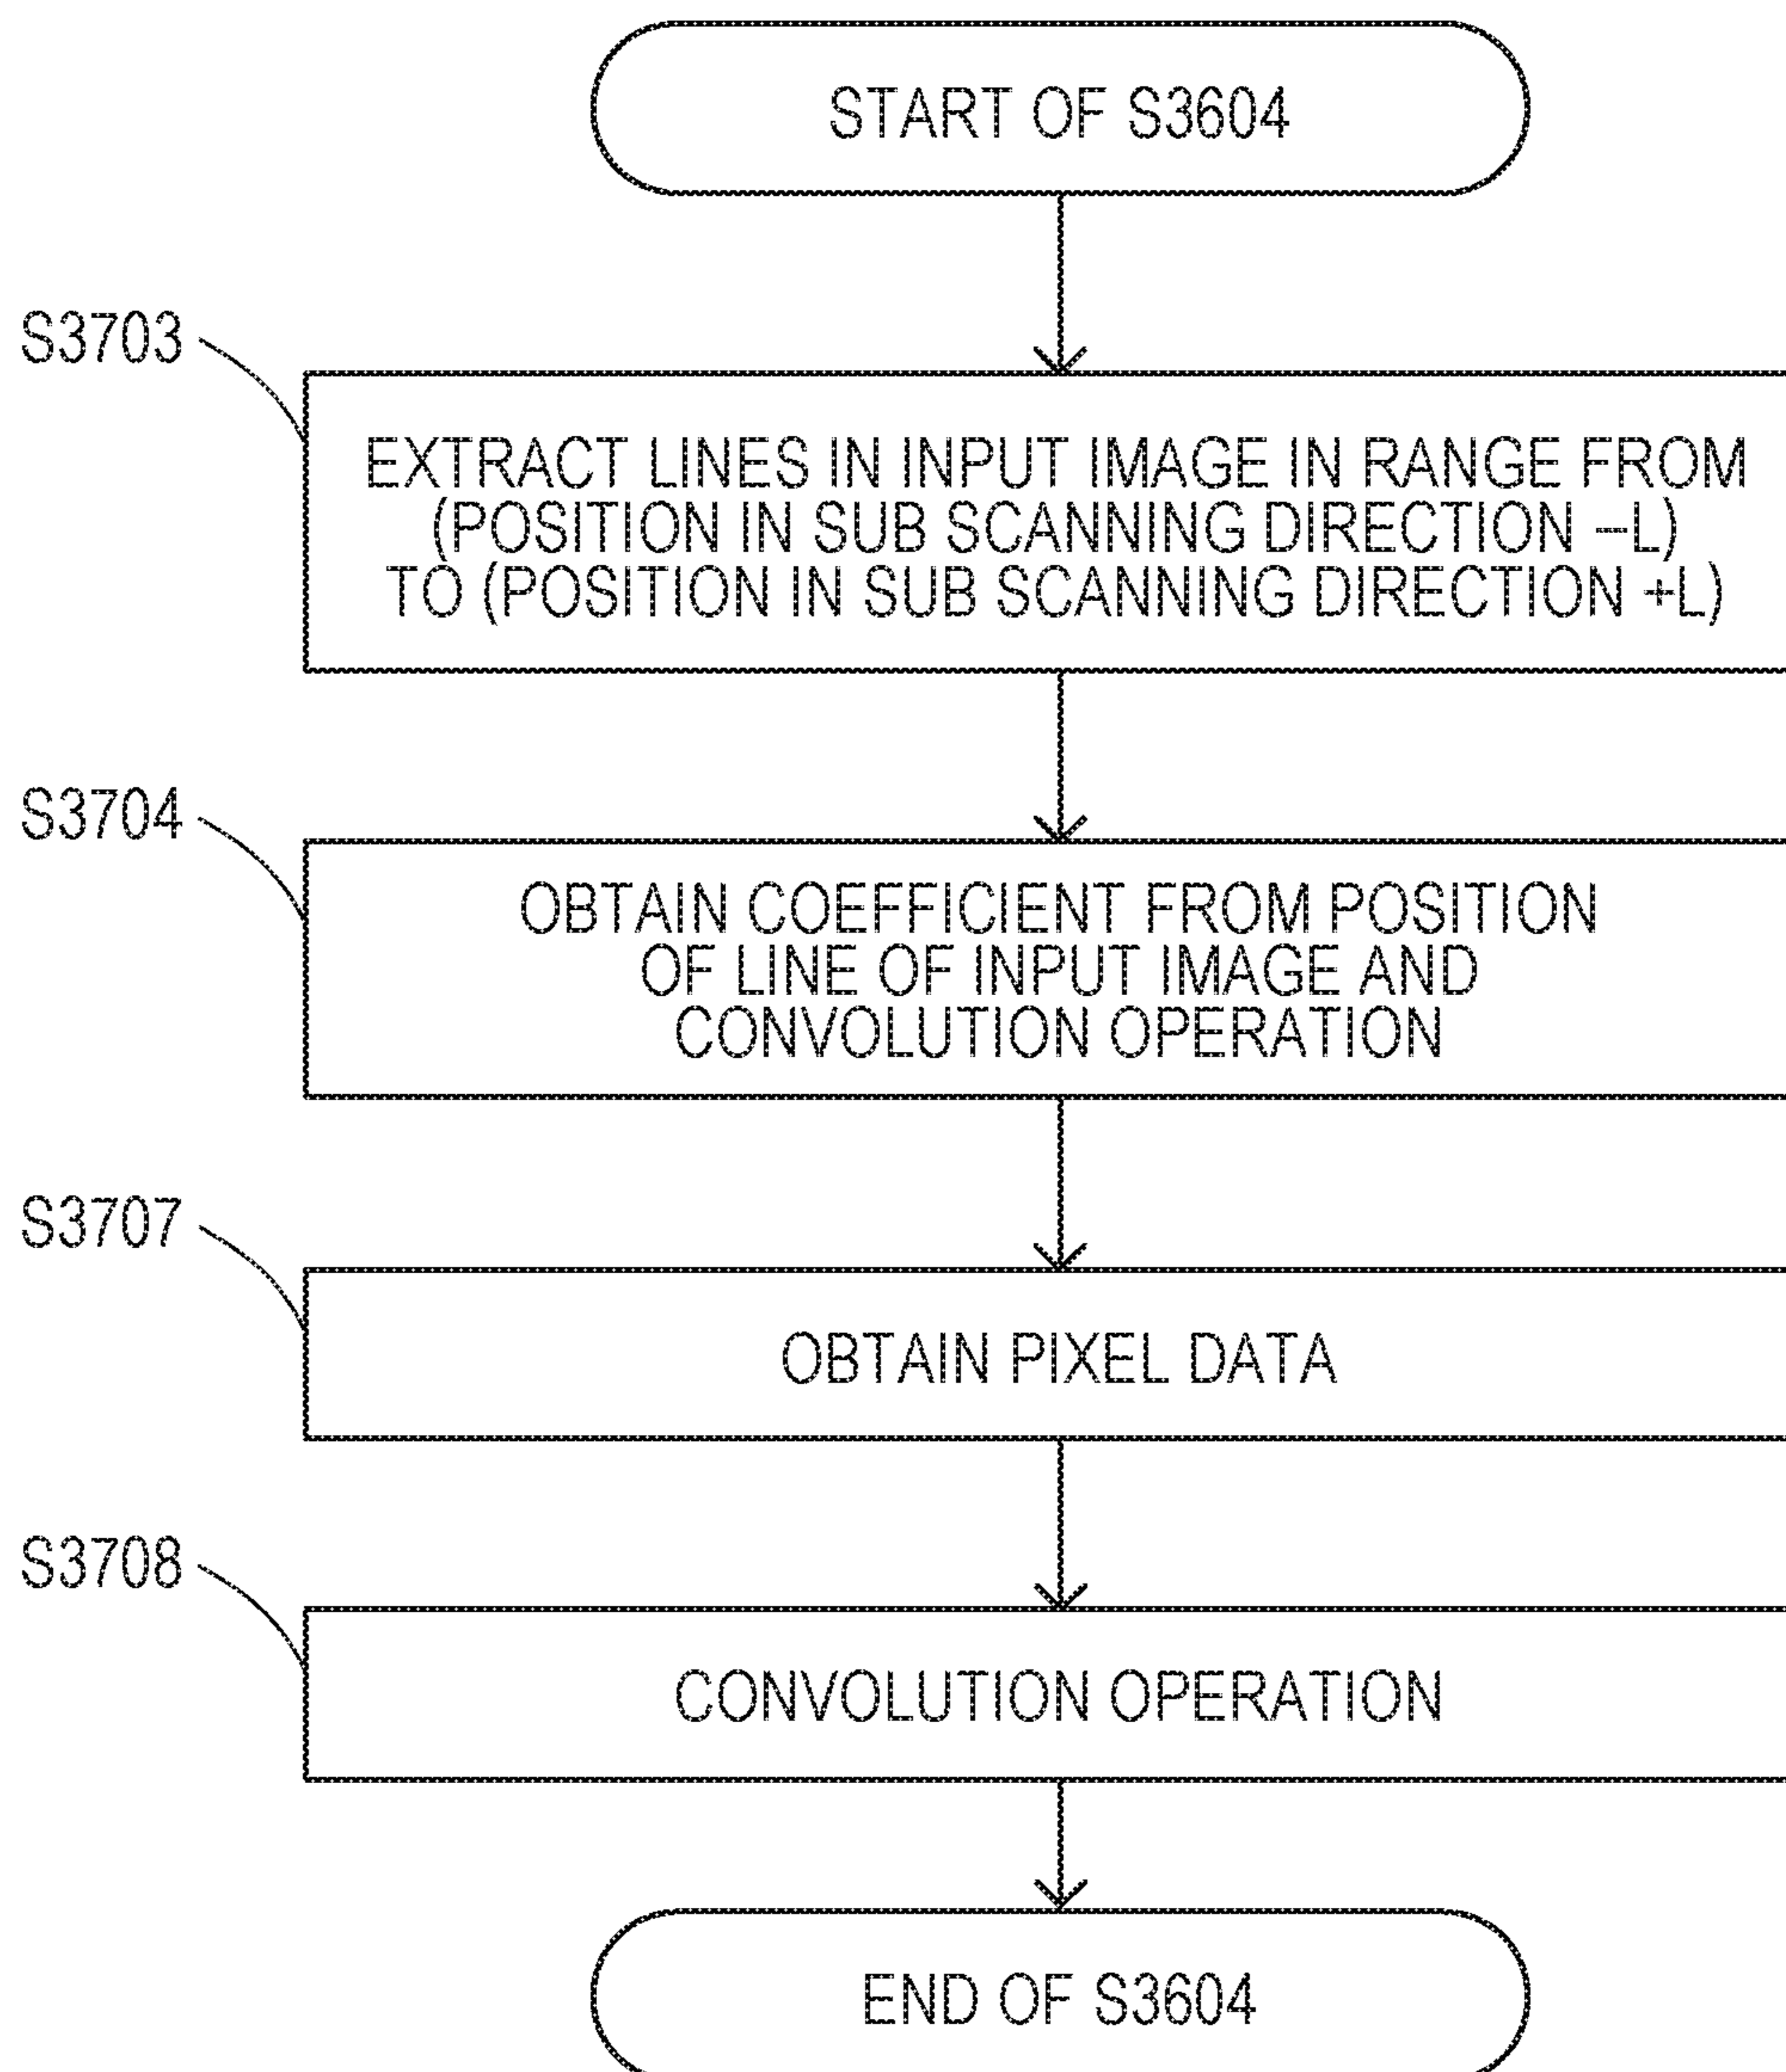 START OF S3604
S3703
EXTRACT LINES IN INPUT IMAGE IN RANGE FROM
(POSITION IN SUB SCANNING DIRECTION –L)
TO (POSITION IN SUB SCANNING DIRECTION +L)
S3704
OBTAIN COEFFICIENT FROM POSITION
OF LINE OF INPUT IMAGE AND
CONVOLUTION OPERATION
S3707
OBTAIN PIXEL DATA
S3708
CONVOLUTION OPERATION
END OF S3604